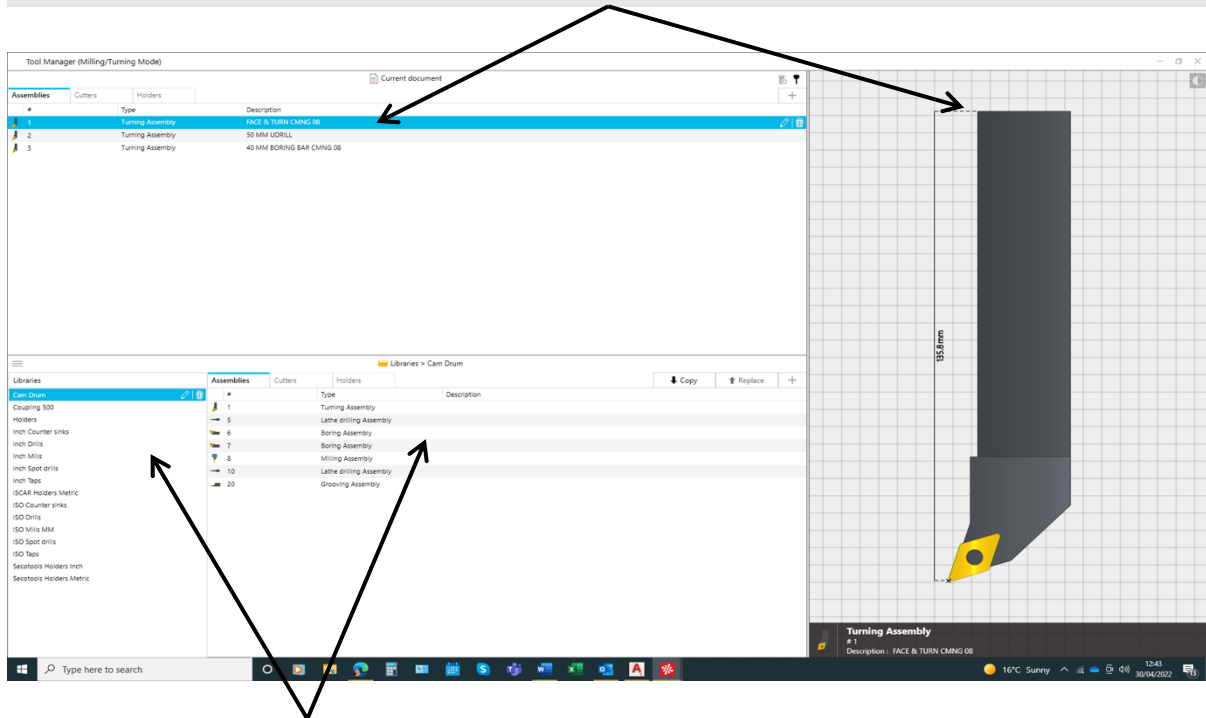 Tool Manager (Milling/Turning Mode)
Current document
Assemblies Cutters Holders
# Type Description
1 Turning Assembly FACE & TURN CMNG 08
2 Turning Assembly 50 MM UDRILL
3 Turning Assembly 40 MM BORING BAR CMNG 08
135.8mm
Libraries > Cam Drum
Libraries
Cam Drum
Coupling 500
Holders
Inch Counter sinks
Inch Drills
Inch Mills
Inch Spot drills
Inch Taps
ISCAR Holders Metric
ISO Counter sinks
ISO Drills
ISO Mills MM
ISO Spot drills
ISO Taps
Secotools Holders Inch
Secotools Holders Metric
Assemblies Cutters Holders Copy Replace
# Type Description
1 Turning Assembly
5 Lathe drilling Assembly
6 Boring Assembly
7 Boring Assembly
8 Milling Assembly
10 Lathe drilling Assembly
20 Grooving Assembly
Turning Assembly
# 1
Description : FACE & TURN CMNG 08
Type here to search
16°C Sunny
12:43
30/04/2022